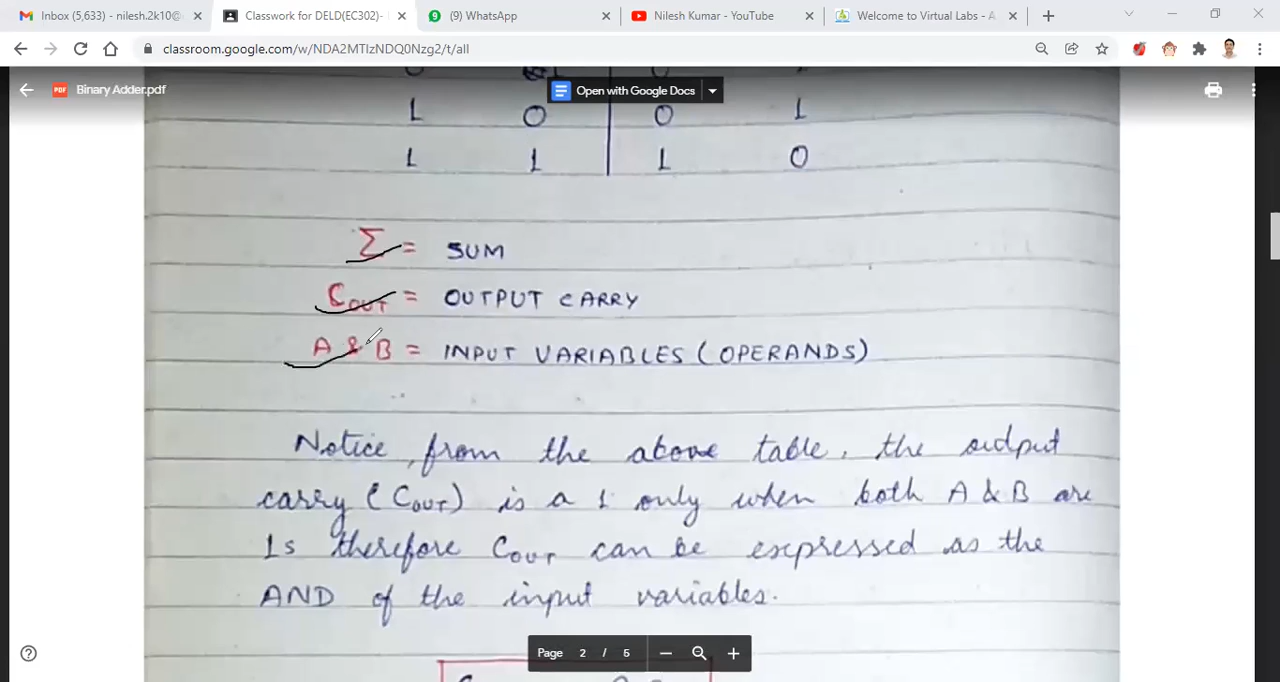 Inbox (5,633) - nilesh.2k10@
Classwork for DELD(EC302)-
(9) WhatsApp
Nilesh Kumar - YouTube
Welcome to Virtual Labs - A
classroom.google.com/w/NDA2MTIzNDQ0Nzg2/t/all
PDF Binary Adder.pdf
Open with Google Docs
1 0 0 1
1 1 1 0
Σ = SUM
COUT = OUTPUT CARRY
A & B = INPUT VARIABLES (OPERANDS)
Notice, from the above table, the output
carry (COUT) is a 1 only when both A & B are
1s therefore COUT can be expressed as the
AND of the input variables.
Page 2 / 6